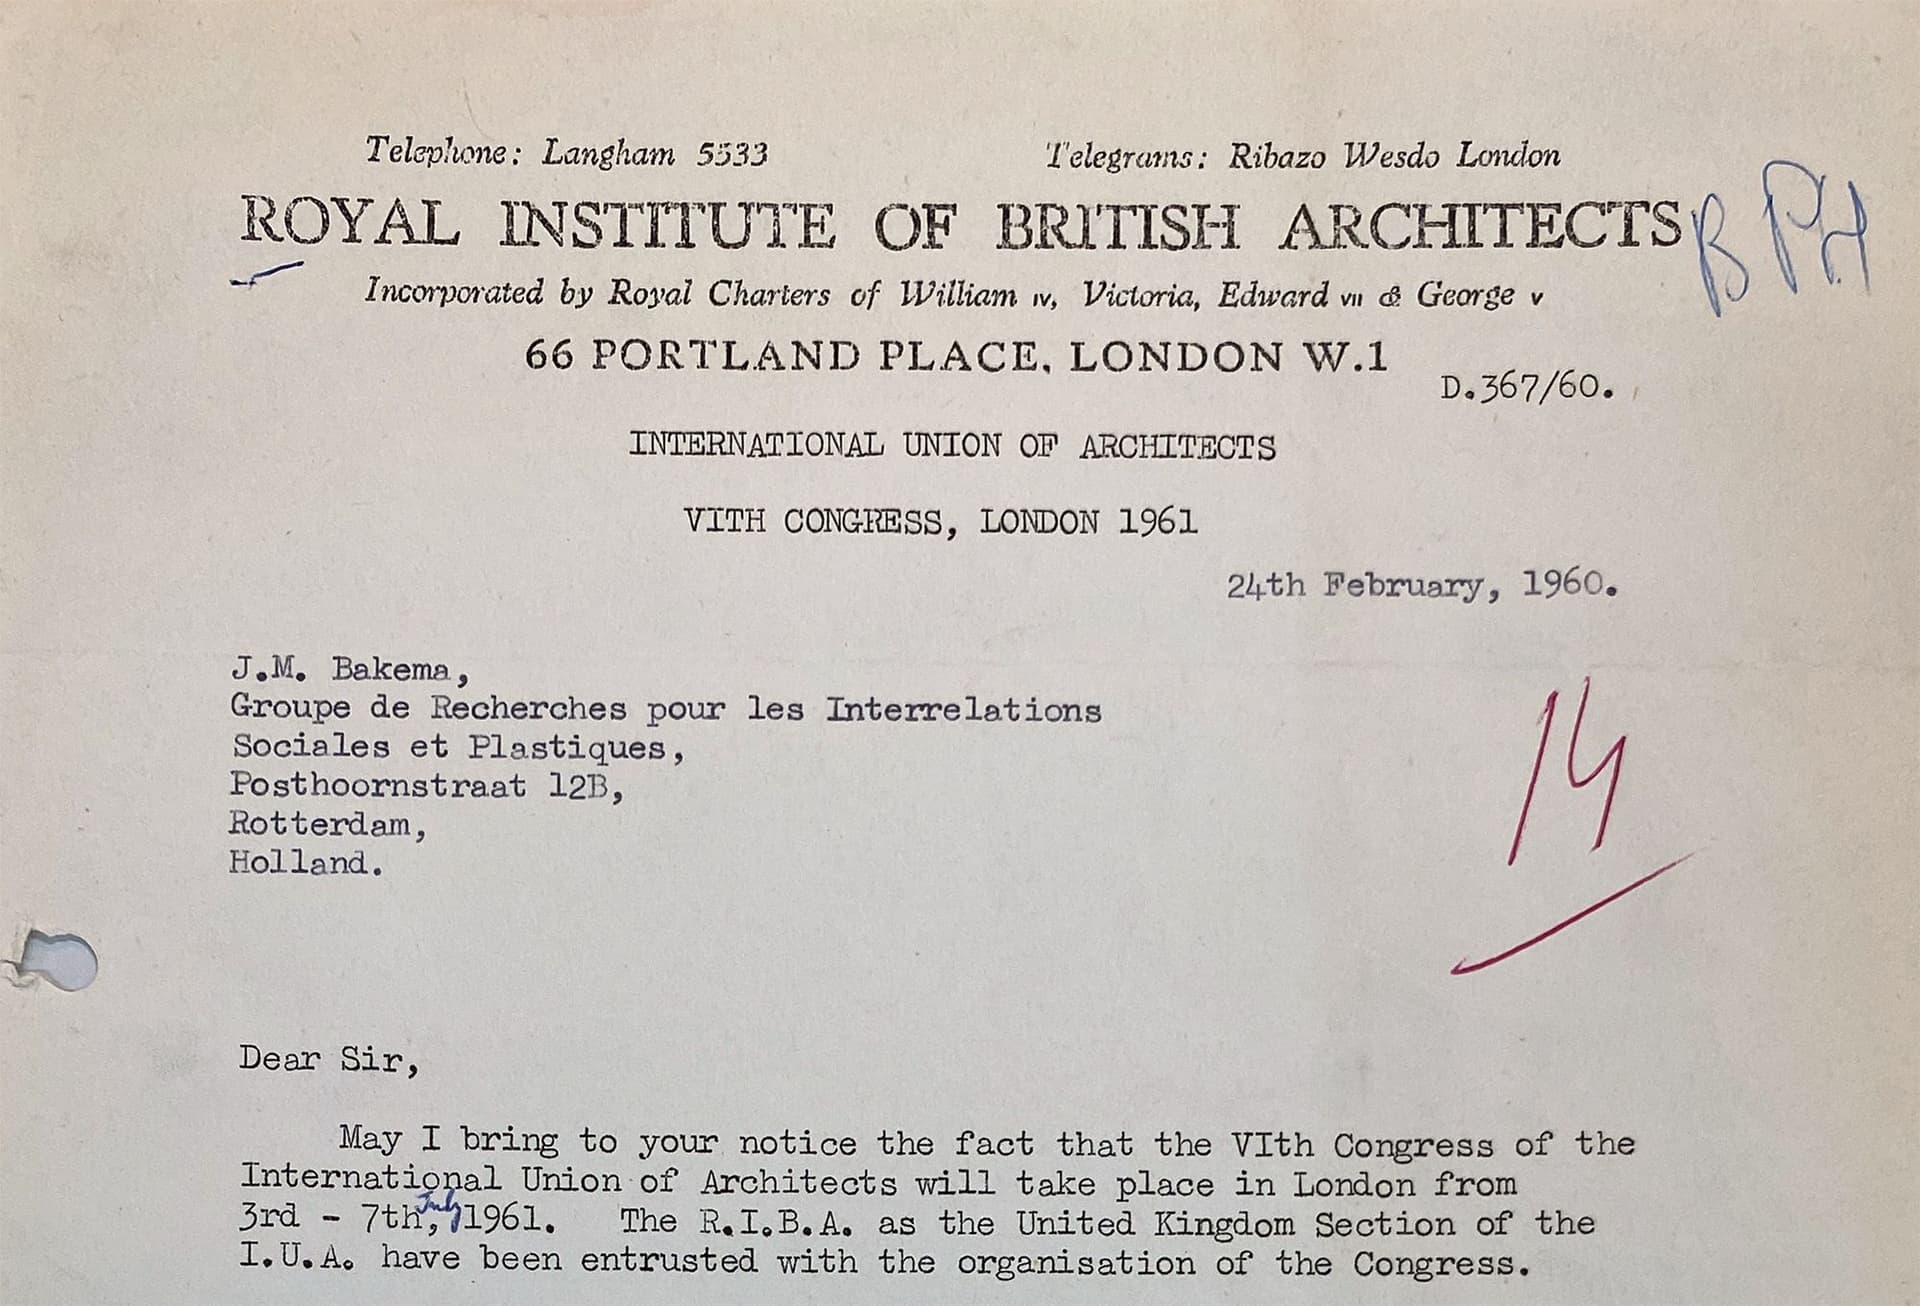 Telephone: Langham 5533 Telegrams: Ribazo Wesdo London
ROYAL INSTITUTE OF BRITISH ARCHITECTS
Incorporated by Royal Charters of William IV, Victoria, Edward VII & George V
66 PORTLAND PLACE, LONDON W.1
D.367/60.
INTERNATIONAL UNION OF ARCHITECTS
VITH CONGRESS, LONDON 1961
24th February, 1960.
J.M. Bakema,
Groupe de Recherches pour les Interrelations
Sociales et Plastiques,
Posthoornstraat 12B,
Rotterdam,
Holland.
14
Dear Sir,
May I bring to your notice the fact that the VIth Congress of the
International Union of Architects will take place in London from
3rd - 7th, July 1961. The R.I.B.A. as the United Kingdom Section of the
I.U.A. have been entrusted with the organisation of the Congress.